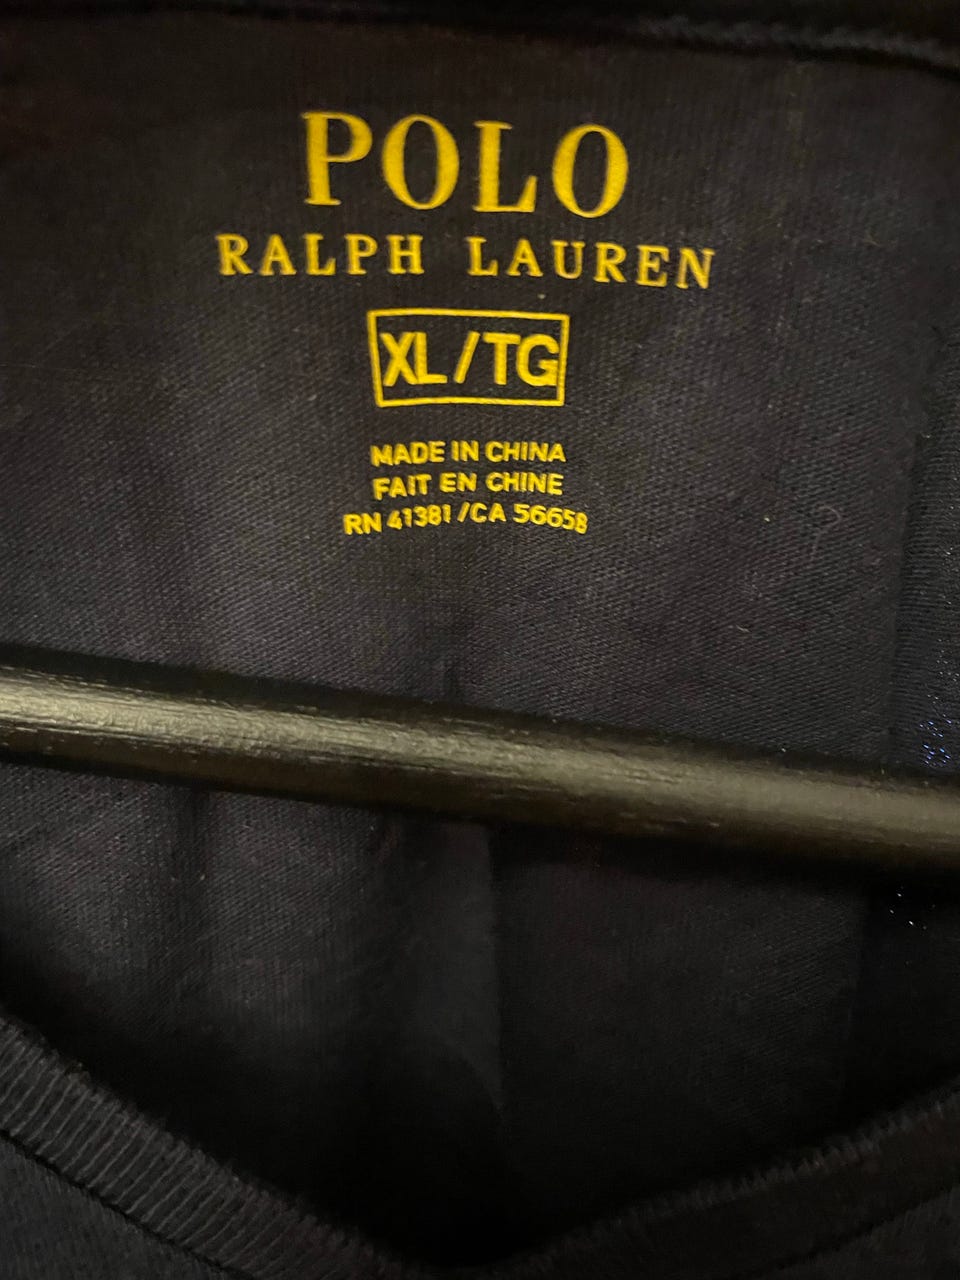 POLO
RALPH LAUREN
XL/TG
MADE IN CHINA
FAIT EN CHINE
RN 41381 /CA 56658